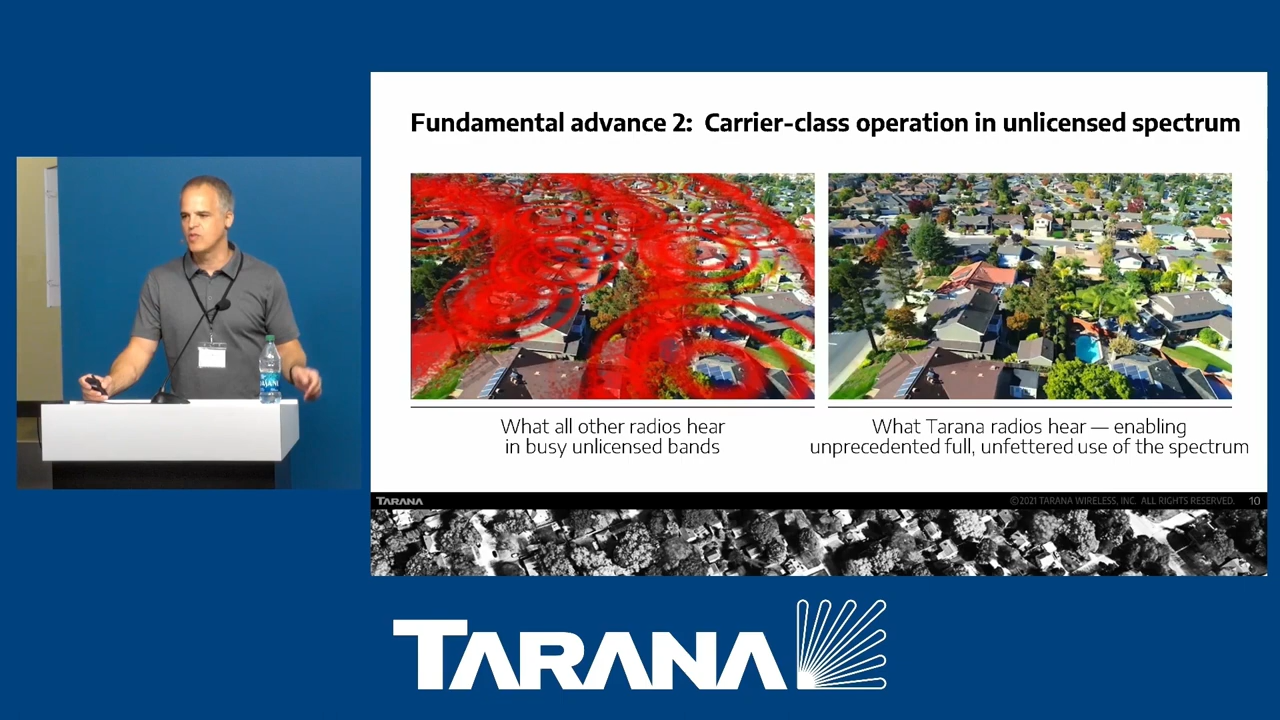 Fundamental advance 2: Carrier-class operation in unlicensed spectrum
What all other radios hear
in busy unlicensed bands
What Tarana radios hear — enabling
unprecedented full, unfettered use of the spectrum
TARANA
©2021 TARANA WIRELESS, INC. ALL RIGHTS RESERVED.
10
DASANI
TARANA